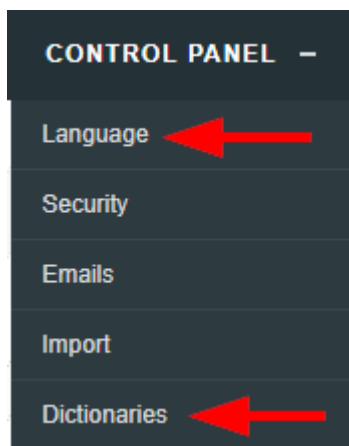 CONTROL PANEL –
Language
Security
Emails
Import
Dictionaries